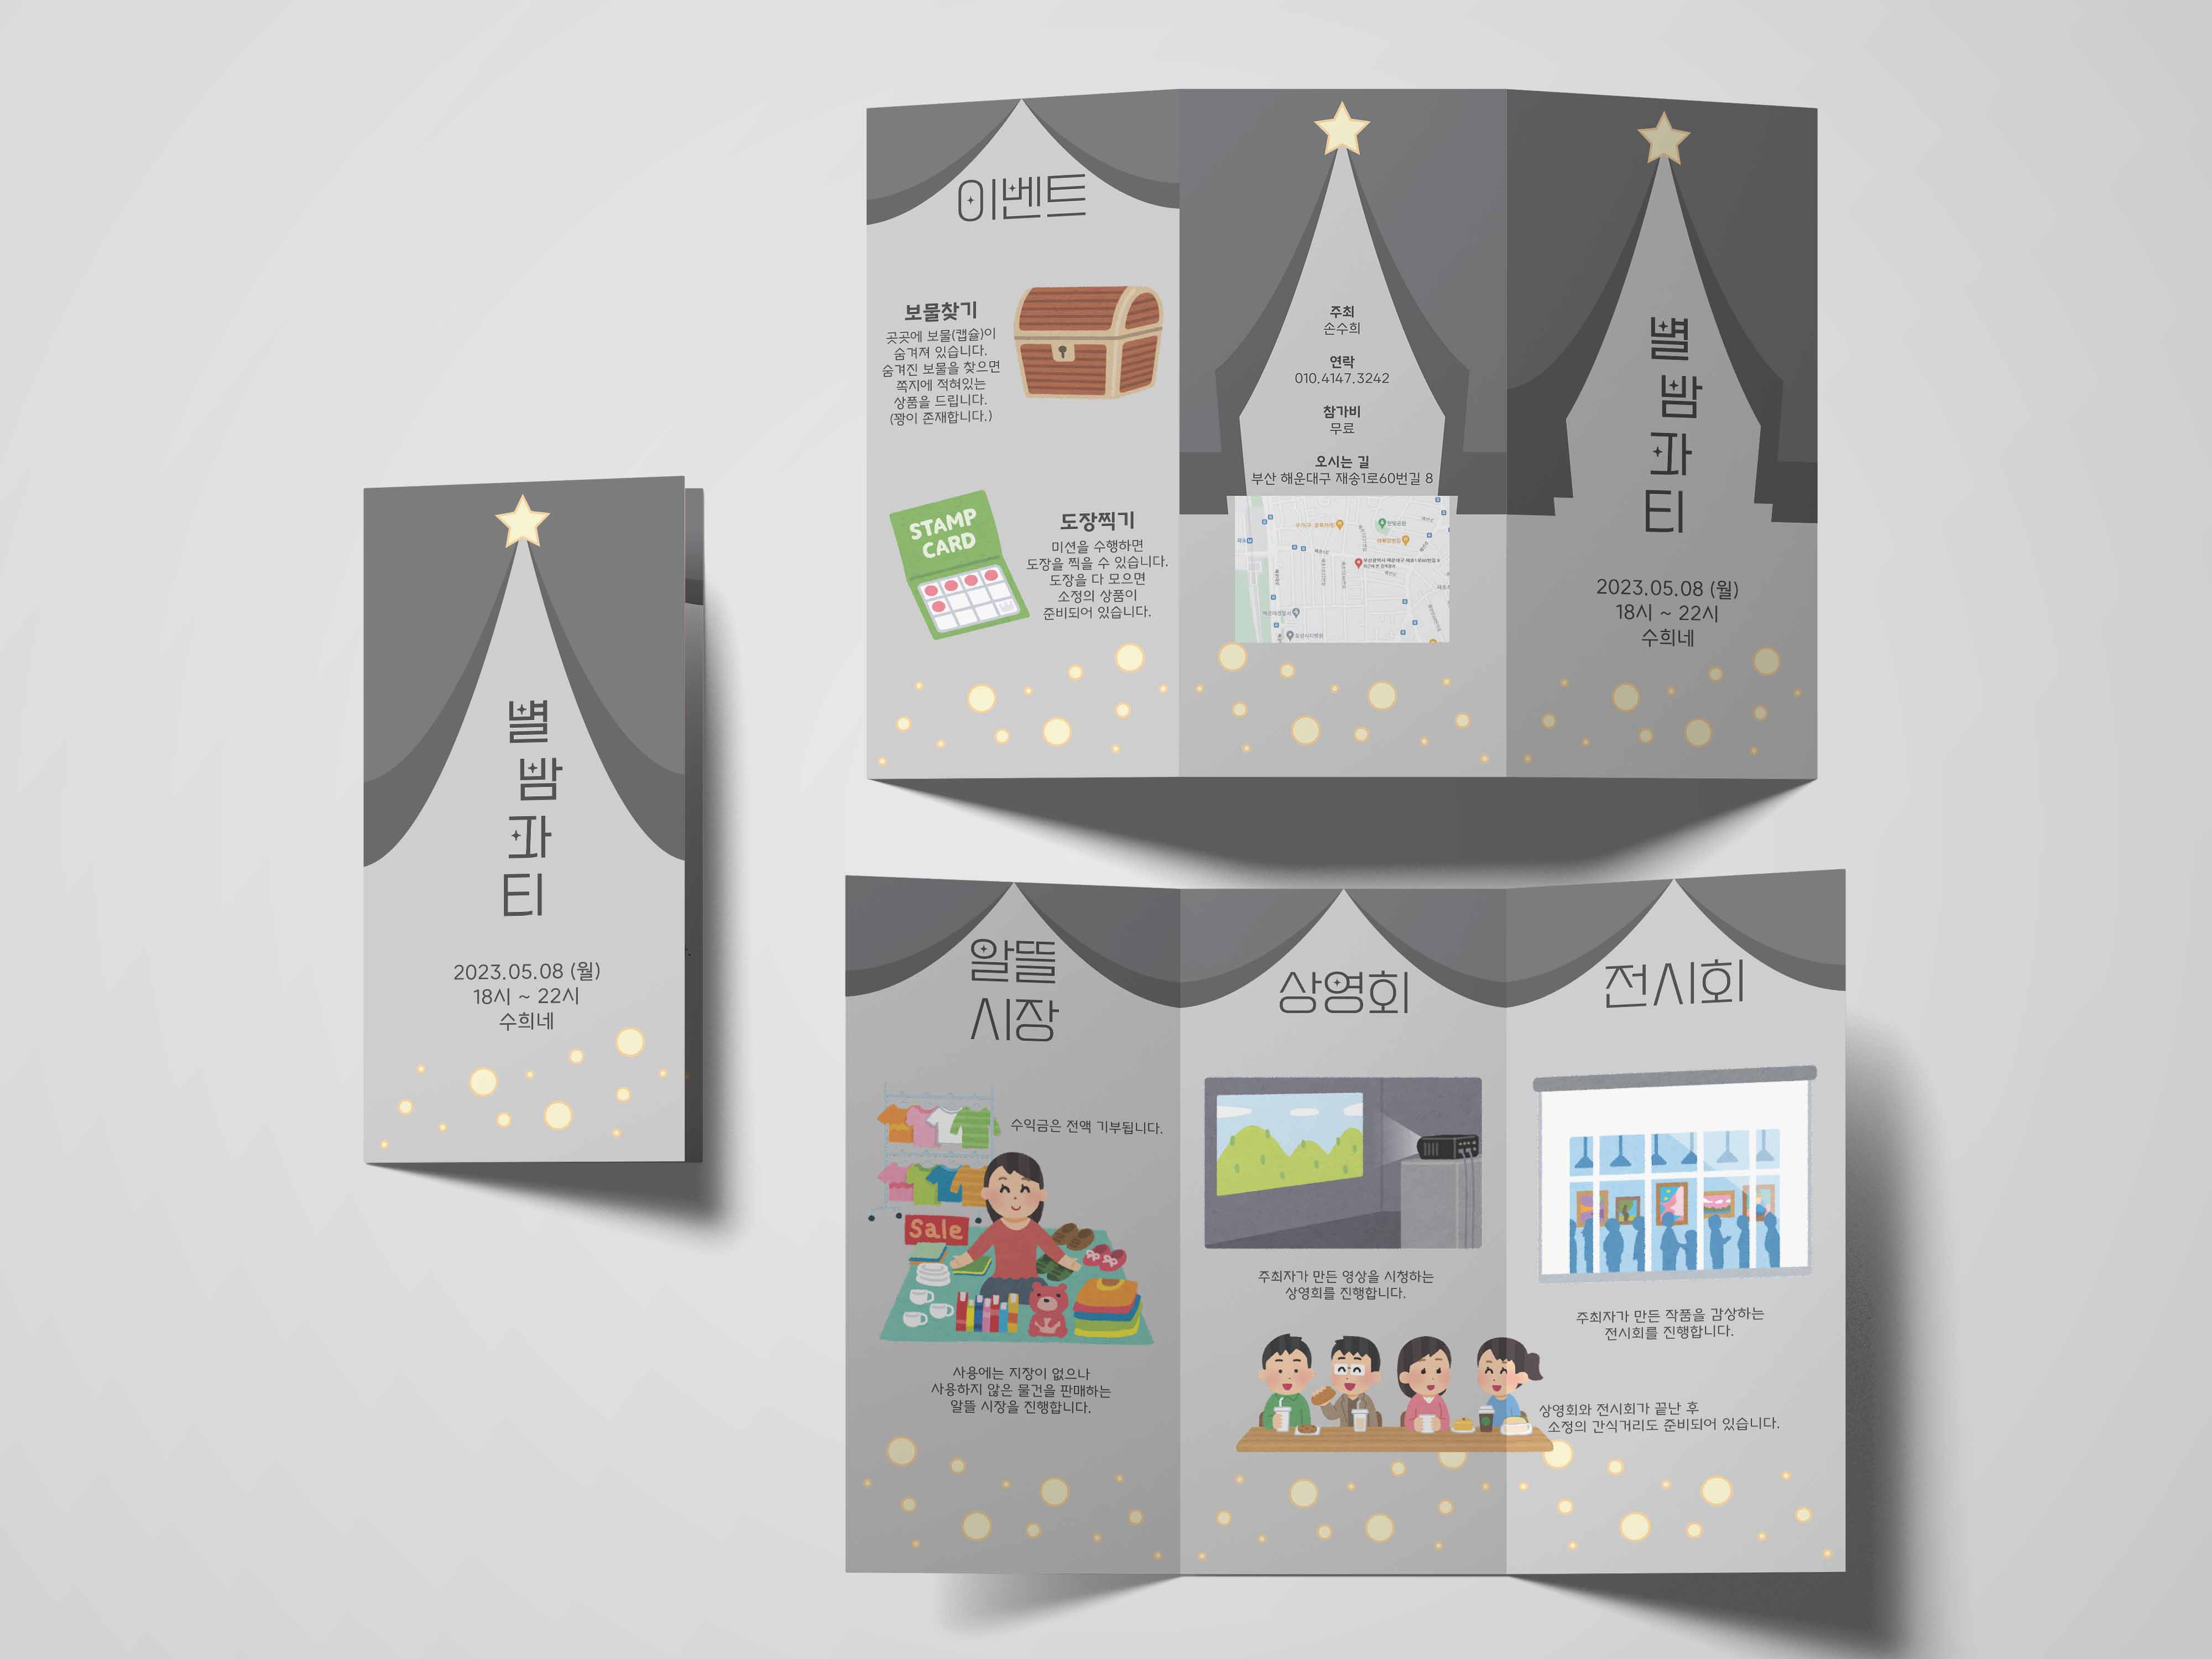 별
밤
파
티
2023.05.08 (월)
18시 ~ 22시
수희네
이벤트
보물찾기
곳곳에 보물(캡슐)이
숨겨져 있습니다.
숨겨진 보물을 찾으면
쪽지에 적혀있는
상품을 드립니다.
(꽝이 존재합니다.)
STAMP
CARD
도장찍기
미션을 수행하면
도장을 찍을 수 있습니다.
도장을 다 모으면
소정의 상품이
준비되어 있습니다.
주최
손수희
연락
010.4147.3242
참가비
무료
오시는 길
부산 해운대구 재송1로60번길 8
별
밤
파
티
2023.05.08 (월)
18시 ~ 22시
수희네
알뜰
시장
수익금은 전액 기부됩니다.
Sale
사용에는 지장이 없으나
사용하지 않은 물건을 판매하는
알뜰 시장을 진행합니다.
상영회
주최자가 만든 영상을 시청하는
상영회를 진행합니다.
전시회
주최자가 만든 작품을 감상하는
전시회를 진행합니다.
상영회와 전시회가 끝난 후
소정의 간식거리도 준비되어 있습니다.